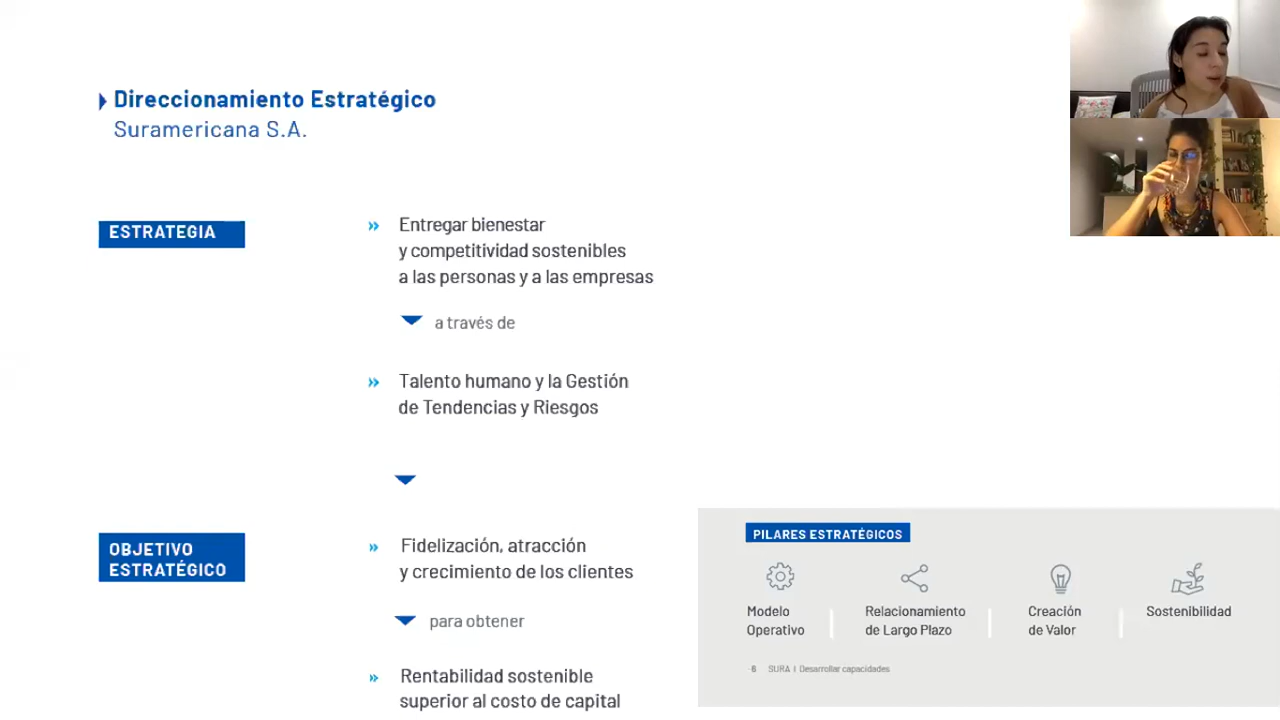 Direccionamiento Estratégico
Suramericana S.A.
ESTRATEGIA
Entregar bienestar
y competitividad sostenibles
a las personas y a las empresas
a través de
Talento humano y la Gestión
de Tendencias y Riesgos
OBJETIVO
ESTRATÉGICO
Fidelización, atracción
y crecimiento de los clientes
para obtener
Rentabilidad sostenible
superior al costo de capital
PILARES ESTRATÉGICOS
Modelo
Operativo
Relacionamiento
de Largo Plazo
Creación
de Valor
Sostenibilidad
6 SURA I Desarrollar capacidades